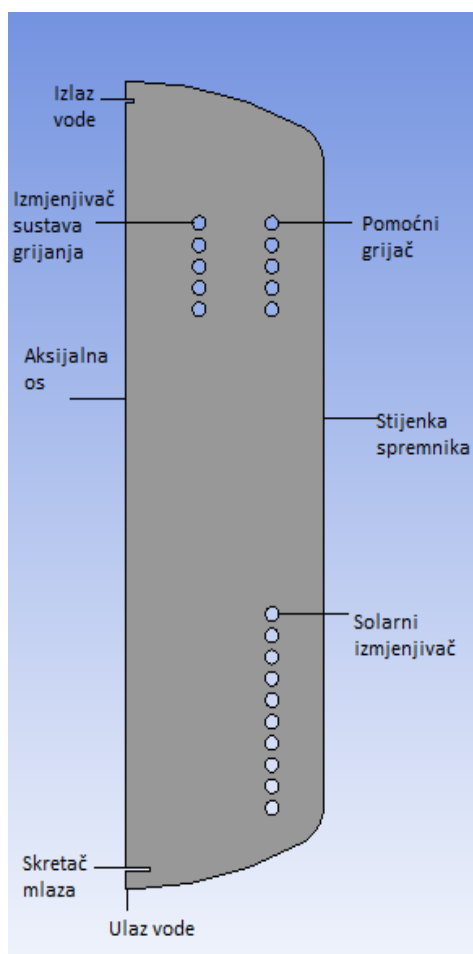 Izlaz
vode
Izmjenjivač
sustava
grijanja
Pomoćni
grijač
Aksijalna
os
Stijenka
spremnika
Solarni
izmjenjivač
Skretač
mlaza
Ulaz vode